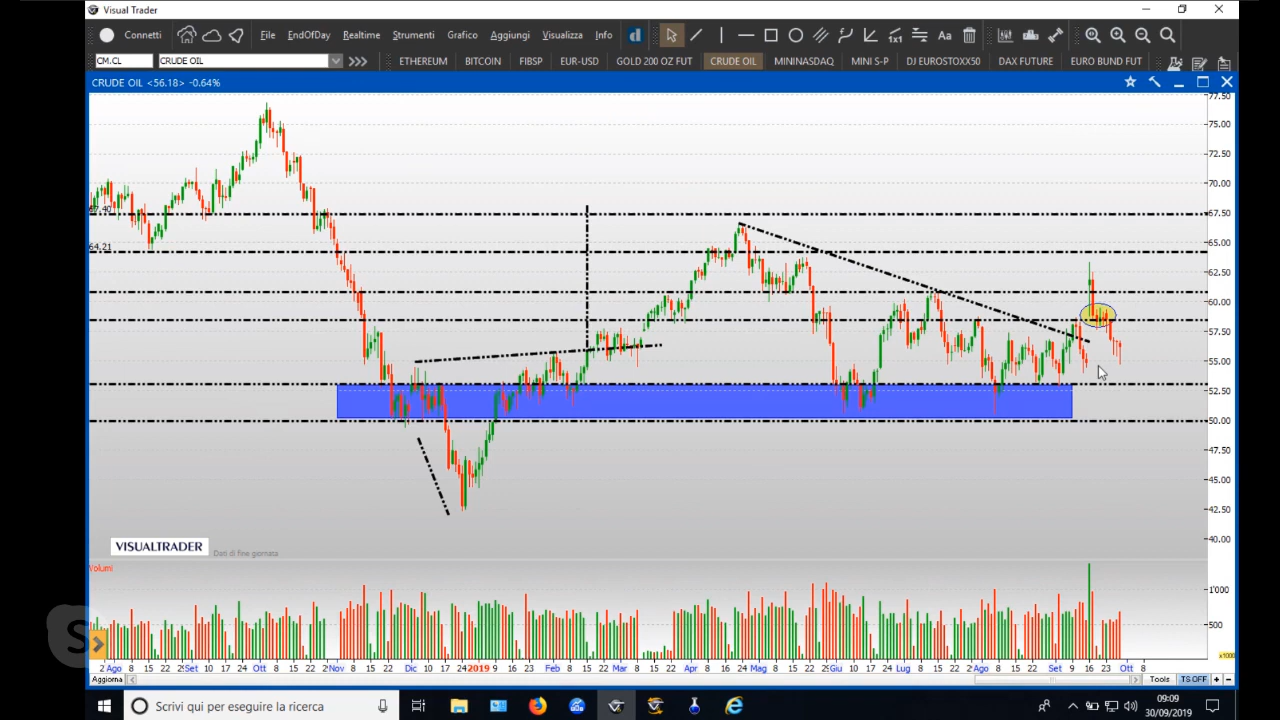 Visual Trader
Connetti File EndOfDay Realtime Strumenti Grafico Aggiungi Visualizza Info d 1x1 Aa
CM.CL CRUDE OIL ETHEREUM BITCOIN FIBSP EUR-USD GOLD 200 OZ FUT CRUDE OIL MININASDAQ MINI S-P DJ EUROSTOXX50 DAX FUTURE EURO BUND FUT
CRUDE OIL <56.18> -0.64%
77.50
75.00
72.50
70.00
67.40
67.50
65.00
64.21
62.50
60.00
57.50
55.00
52.50
50.00
47.50
45.00
42.50
40.00
VISUALTRADER Dati di fine giornata
Volumi
1'000
500
x1000
Ago 8 15 22 Set 10 17 24 Ott 8 15 22 Nov 8 15 22 Dic 10 17 24 2019 9 16 23 Feb 8 15 22 Mar 8 15 22 Apr 8 15 24 Mag 8 15 22 Giu 10 17 24 Lug 8 15 22 Ago 8 15 22 Set 9 16 23 Ott 8
Aggiorna Tools TS OFF + −
S
Scrivi qui per eseguire la ricerca
09:09
30/09/2019